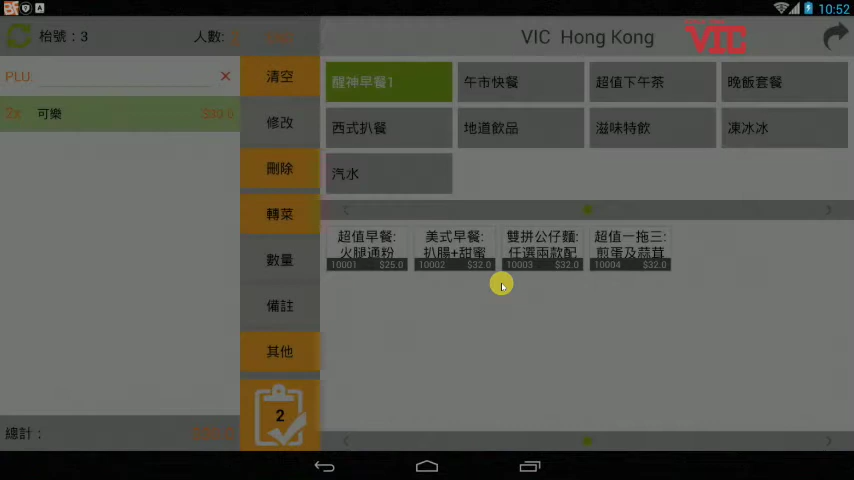 10:52
枱號：3
人數:
VIC Hong Kong
VIC
PLU:
清空
2x 可樂 $30.0
修改
刪除
轉菜
數量
備註
其他
2
總計：
醒神早餐1
午市快餐
超值下午茶
晚飯套餐
西式扒餐
地道飲品
滋味特飲
凍冰冰
汽水
超值早餐:
火腿通粉
10001 $25.0
美式早餐:
扒腸+甜蜜
10002 $32.0
雙拼公仔麵:
任選兩款配
10003 $32.0
超值一拖三:
煎蛋及蒜茸
10004 $32.0